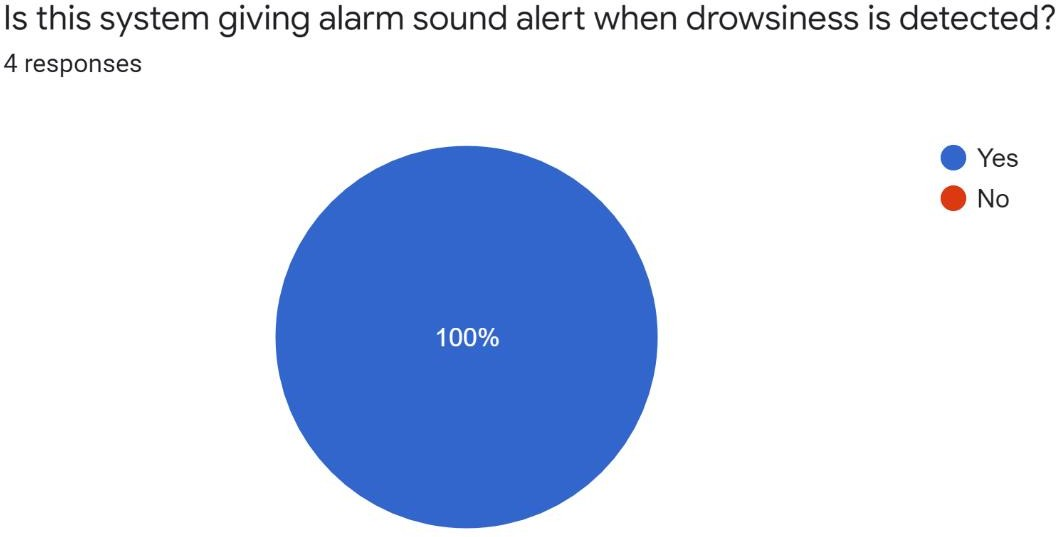 Is this system giving alarm sound alert when drowsiness is detected?
4 responses
Yes
No
100%